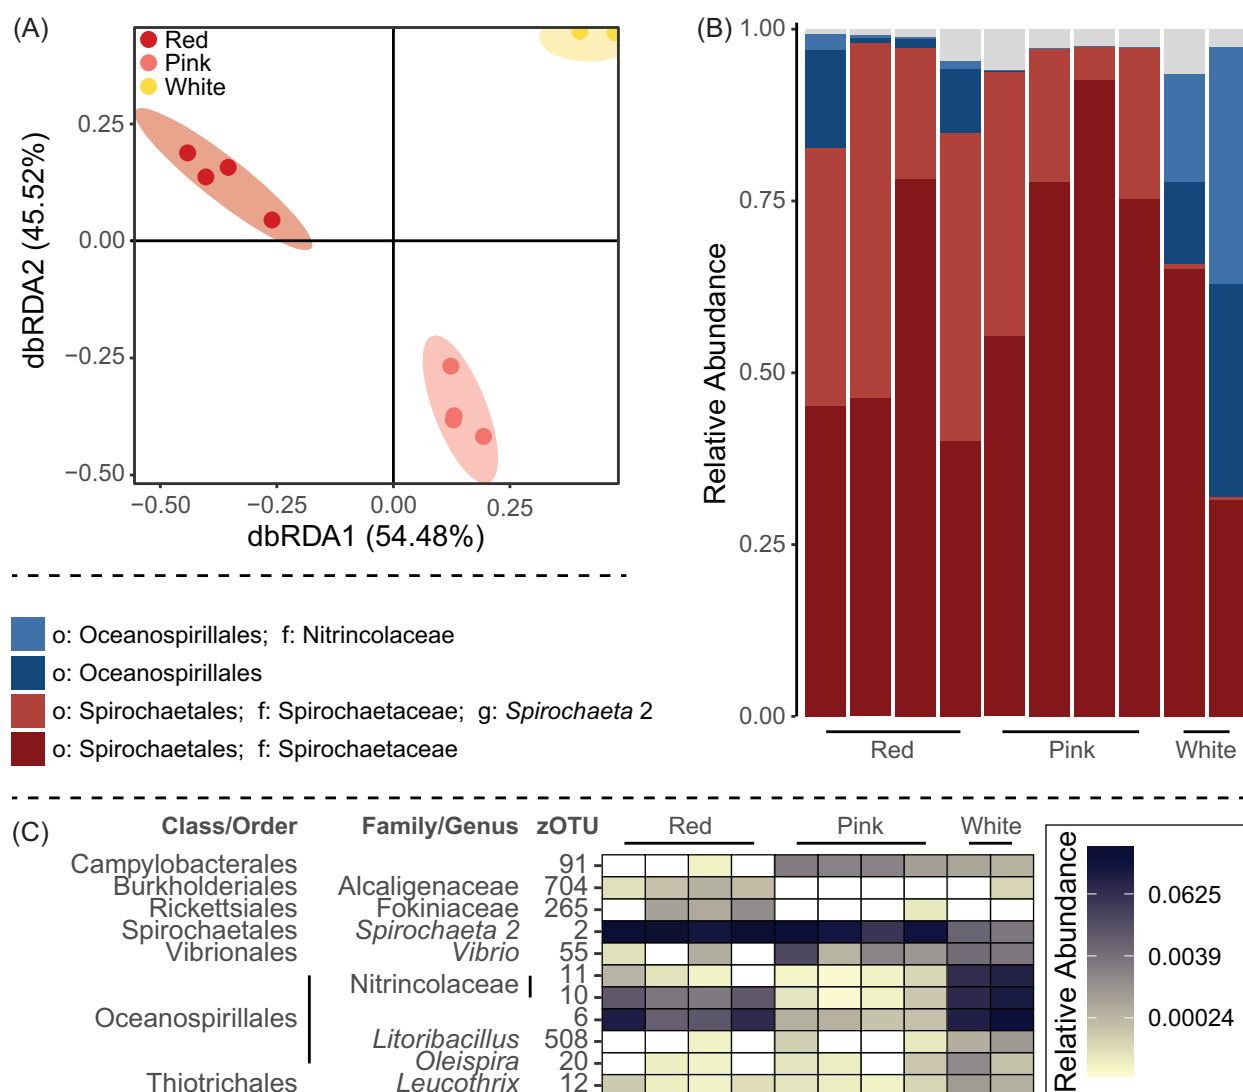 (A)
Red
Pink
White
dbRDA2 (45.52%)
0.25
0.00
−0.25
−0.50
−0.50 −0.25 0.00 0.25
dbRDA1 (54.48%)
(B)
Relative Abundance
1.00
0.75
0.50
0.25
0.00
Red Pink White
o: Oceanospirillales; f: Nitrincolaceae
o: Oceanospirillales
o: Spirochaetales; f: Spirochaetaceae; g: Spirochaeta 2
o: Spirochaetales; f: Spirochaetaceae
(C)
Class/Order Family/Genus zOTU Red Pink White
Campylobacterales 91
Burkholderiales Alcaligenaceae 704
Rickettsiales Fokiniaceae 265
Spirochaetales Spirochaeta 2 2
Vibrionales Vibrio 55
11
Nitrincolaceae
10
Oceanospirillales 6
Litoribacillus 508
Oleispira 20
Thiotrichales Leucothrix 12
Relative Abundance
0.0625
0.0039
0.00024